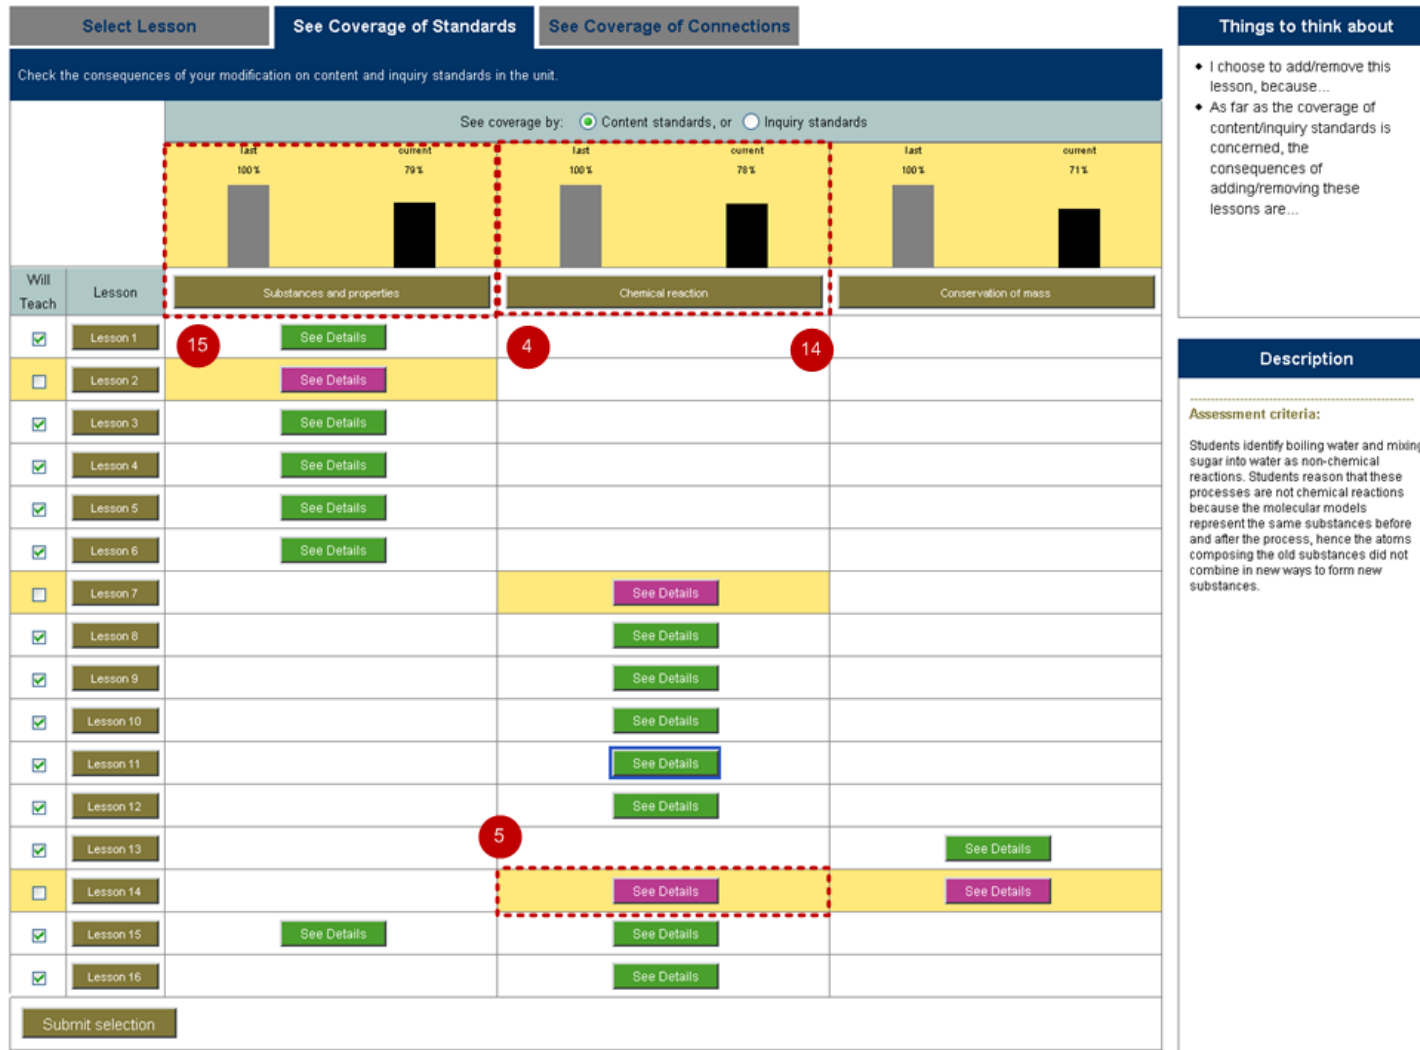 Select Lesson
See Coverage of Standards
See Coverage of Connections
Check the consequences of your modification on content and inquiry standards in the unit.
See coverage by: Content standards, or Inquiry standards
last current
100% 79%
last current
100% 78%
last current
100% 71%
Will Teach
Lesson
Substances and properties
Chemical reaction
Conservation of mass
Lesson 1
15
See Details
4
14
Lesson 2
See Details
Lesson 3
See Details
Lesson 4
See Details
Lesson 5
See Details
Lesson 6
See Details
Lesson 7
See Details
Lesson 8
See Details
Lesson 9
See Details
Lesson 10
See Details
Lesson 11
See Details
Lesson 12
See Details
5
Lesson 13
See Details
Lesson 14
See Details
See Details
Lesson 15
See Details
See Details
Lesson 16
See Details
Submit selection
Things to think about
I choose to add/remove this
lesson, because...
As far as the coverage of
content/inquiry standards is
concerned, the
consequences of
adding/removing these
lessons are...
Description
Assessment criteria:
Students identify boiling water and mixing
sugar into water as non-chemical
reactions. Students reason that these
processes are not chemical reactions
because the molecular models
represent the same substances before
and after the process, hence the atoms
composing the old substances did not
combine in new ways to form new
substances.